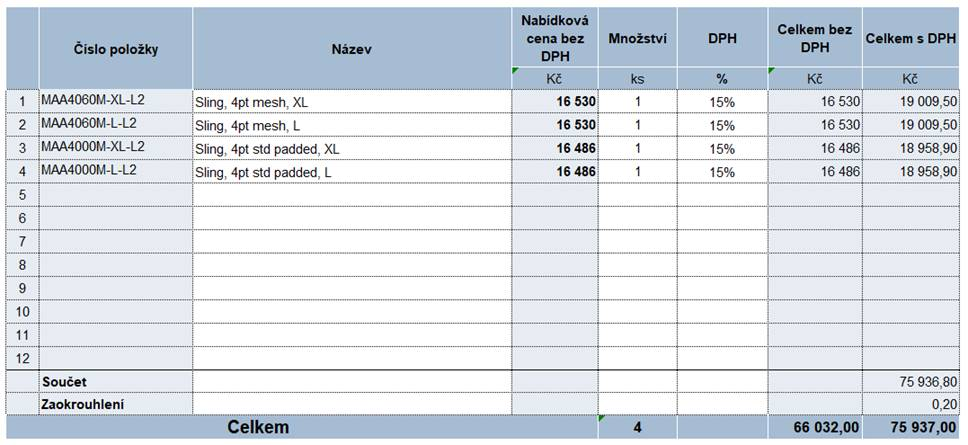 Číslo položky Název Nabídková cena bez DPH Množství DPH Celkem bez DPH Celkem s DPH
Kč ks % Kč Kč
1 MAA4060M-XL-L2 Sling, 4pt mesh, XL 16 530 1 15% 16 530 19 009,50
2 MAA4060M-L-L2 Sling, 4pt mesh, L 16 530 1 15% 16 530 19 009,50
3 MAA4000M-XL-L2 Sling, 4pt std padded, XL 16 486 1 15% 16 486 18 958,90
4 MAA4000M-L-L2 Sling, 4pt std padded, L 16 486 1 15% 16 486 18 958,90
5
6
7
8
9
10
11
12
Součet 75 936,80
Zaokrouhlení 0,20
Celkem 4 66 032,00 75 937,00